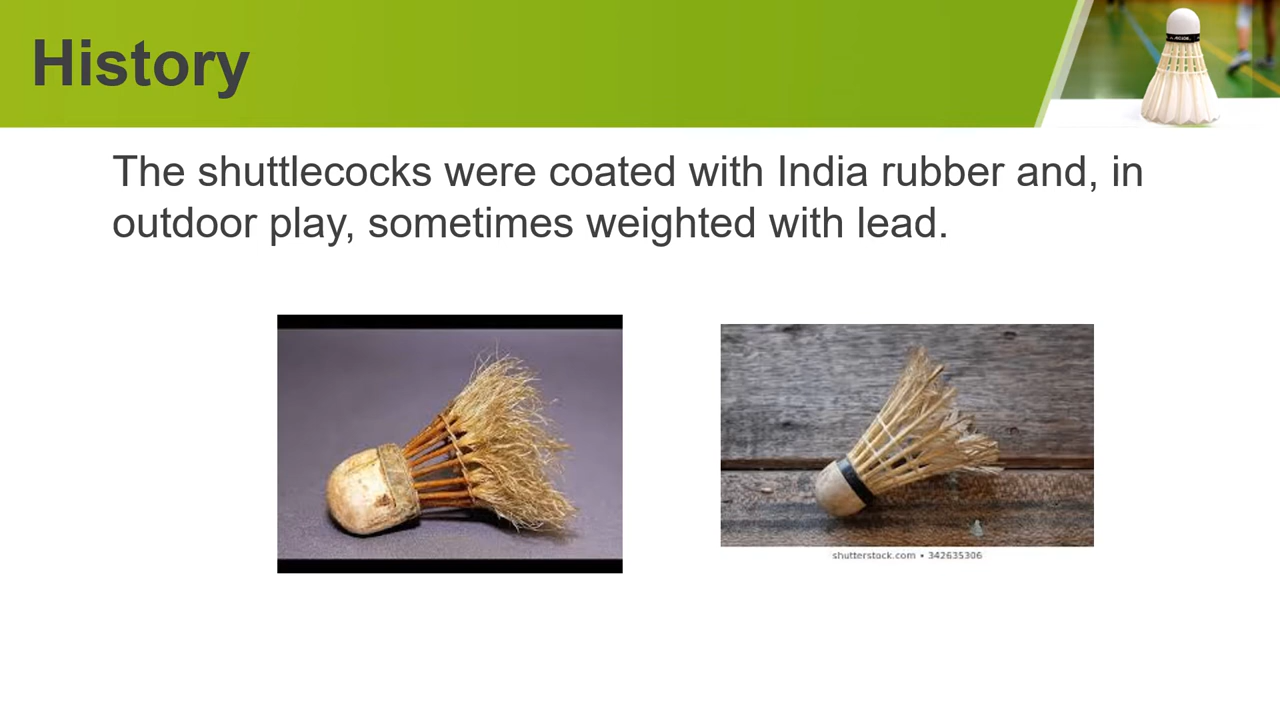 History
The shuttlecocks were coated with India rubber and, in
outdoor play, sometimes weighted with lead.
shutterstock.com • 342635306